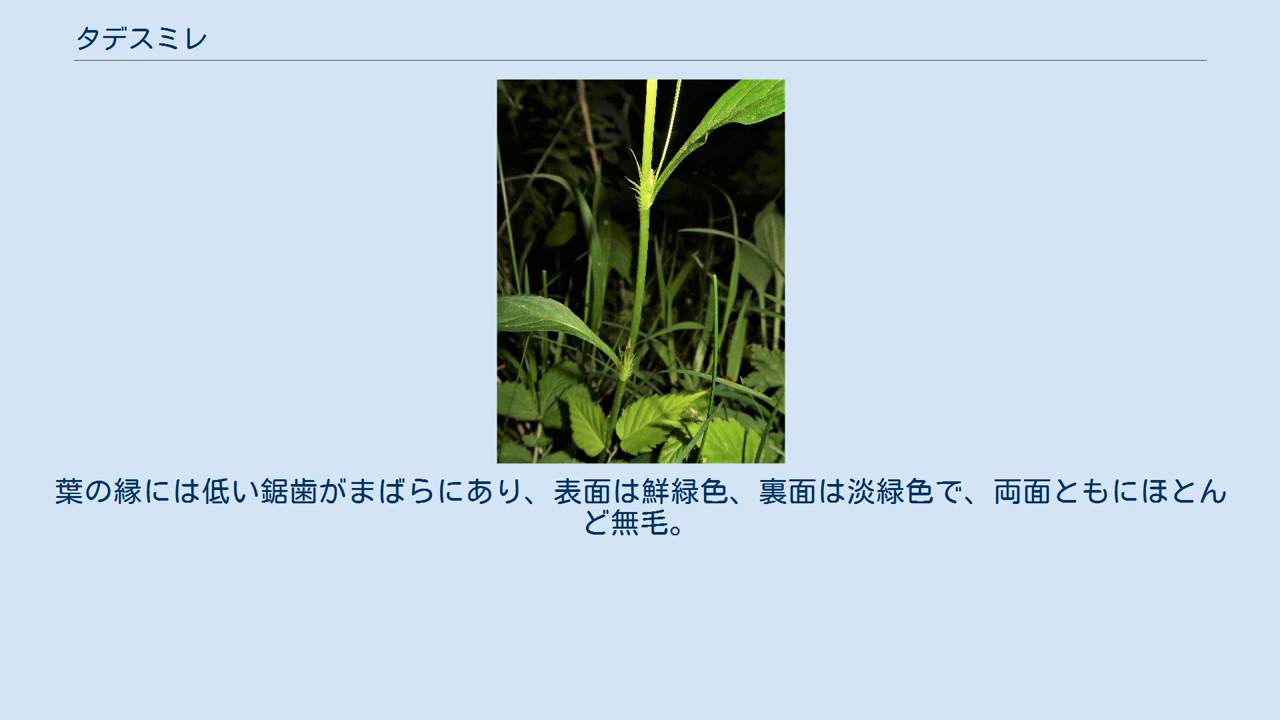 タデスミレ
葉の縁には低い鋸歯がまばらにあり、表面は鮮緑色、裏面は淡緑色で、両面ともにほとん
ど無毛。